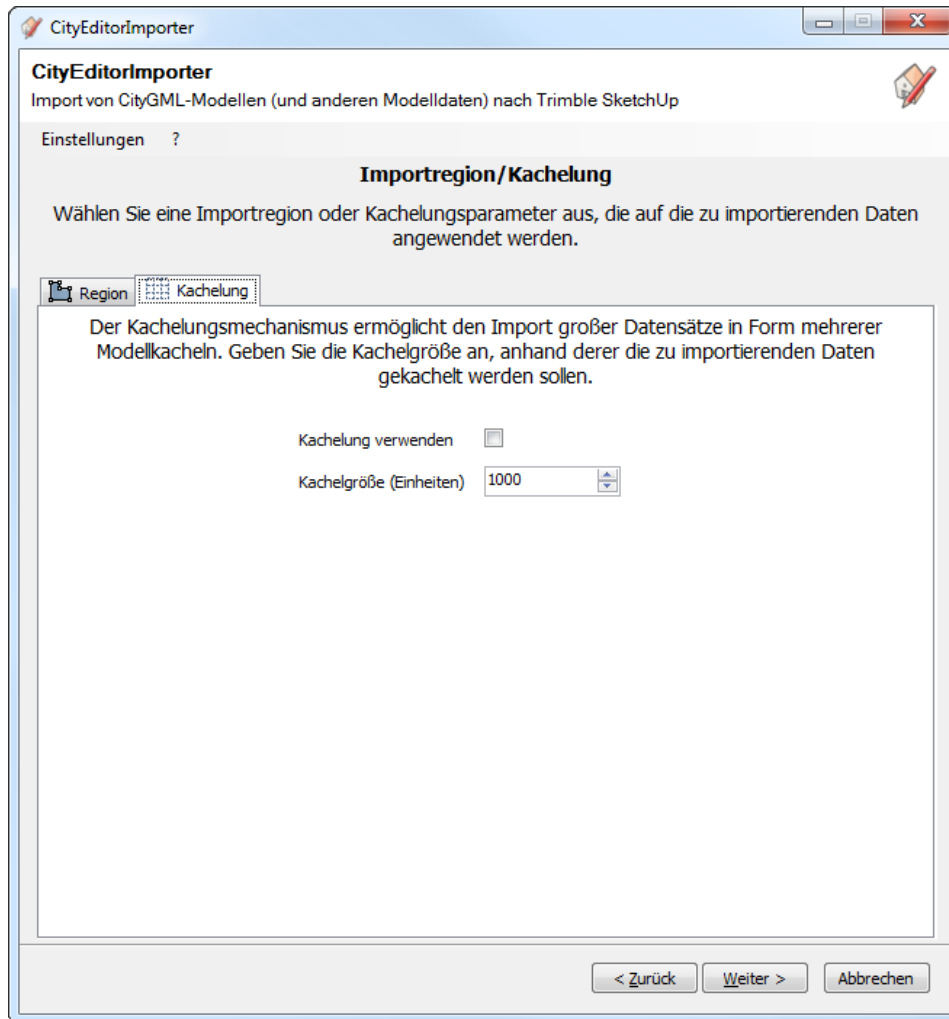 CityEditorImporter
CityEditorImporter
Import von CityGML-Modellen (und anderen Modelldaten) nach Trimble SketchUp
Einstellungen ?
Importregion/Kachelung
Wählen Sie eine Importregion oder Kachelungsparameter aus, die auf die zu importierenden Daten
angewendet werden.
Region Kachelung
Der Kachelungsmechanismus ermöglicht den Import großer Datensätze in Form mehrerer
Modellkacheln. Geben Sie die Kachelgröße an, anhand derer die zu importierenden Daten
gekachelt werden sollen.
Kachelung verwenden
Kachelgröße (Einheiten) 1000
< Zurück Weiter > Abbrechen